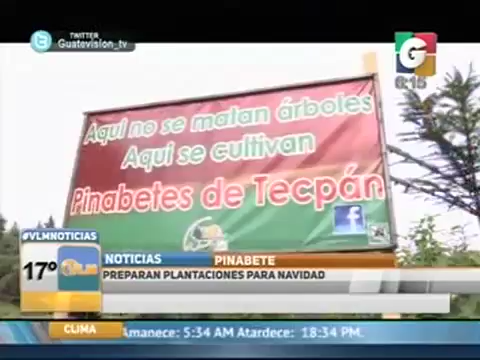 TWITTER
Guatevision_tv
G
6:15
Aquí no se matan árboles
Aquí se cultivan
Pinabetes de Tecpán
f
#VLMNOTICIAS
17°
NOTICIAS
PINABETE
PREPARAN PLANTACIONES PARA NAVIDAD
CLIMA
Amanece: 5:34 AM Atardece: 18:34 PM.